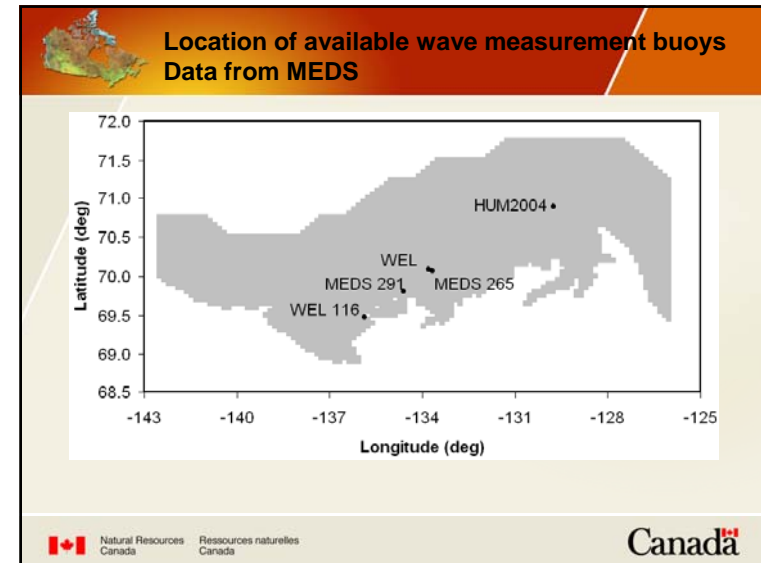 Location of available wave measurement buoys
Data from MEDS
72.0
71.5
71.0
70.5
70.0
69.5
69.0
68.5
Latitude (deg)
HUM2004
WEL
MEDS 291
MEDS 265
WEL 116
-143
-140
-137
-134
-131
-128
-125
Longitude (deg)
Natural Resources Canada
Ressources naturelles Canada
Canada